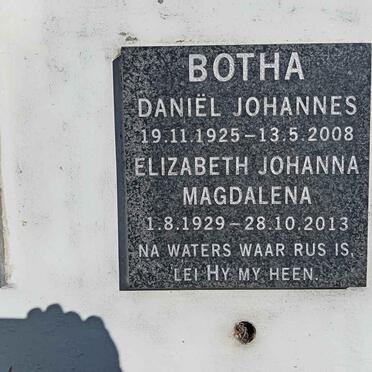 BOTHA
DANIËL JOHANNES
19.11.1925 – 13.5.2008
ELIZABETH JOHANNA
MAGDALENA
1.8.1929 – 28.10.2013
NA WATERS WAAR RUS IS,
LEI HY MY HEEN.